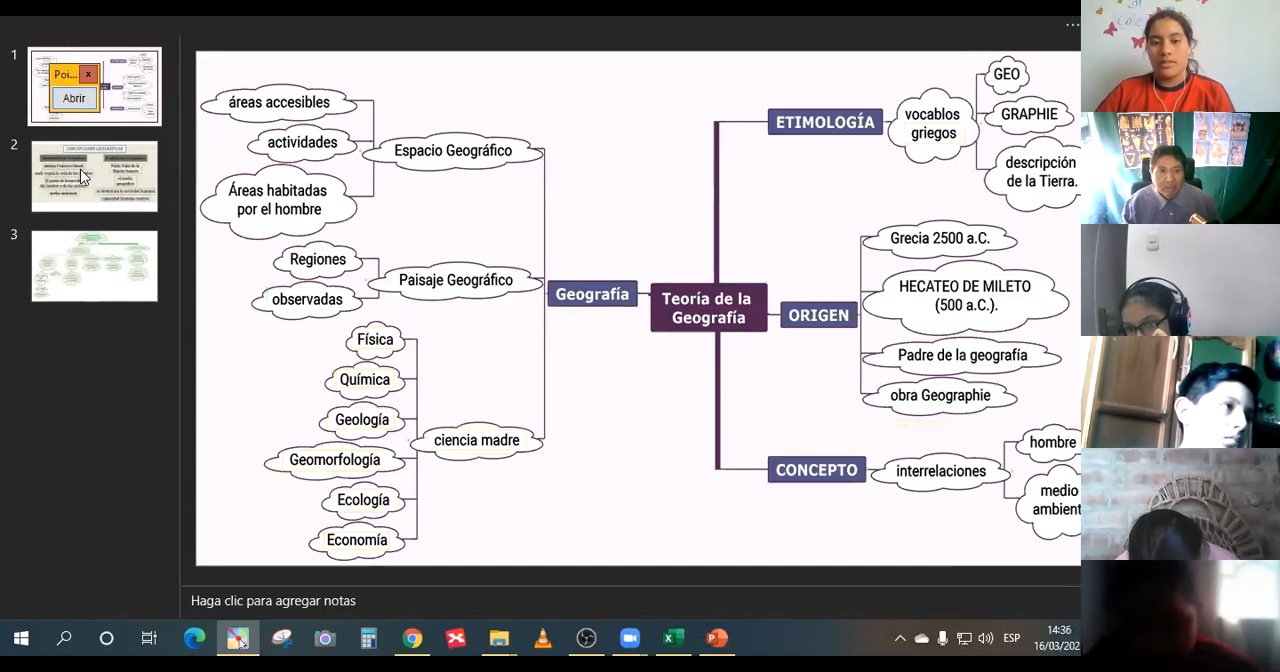 1
Poi...
x
Abrir
2
3
áreas accesibles
actividades
Áreas habitadas
por el hombre
Espacio Geográfico
Regiones
observadas
Paisaje Geográfico
Física
Química
Geología
Geomorfología
Ecología
Economía
ciencia madre
Geografía
Teoría de la
Geografía
ETIMOLOGÍA
vocablos
griegos
GEO
GRAPHIE
descripción
de la Tierra.
ORIGEN
Grecia 2500 a.C.
HECATEO DE MILETO
(500 a.C.).
Padre de la geografía
obra Geographie
CONCEPTO
interrelaciones
hombre
medio
ambient
Haga clic para agregar notas
ESP
14:36
16/03/202